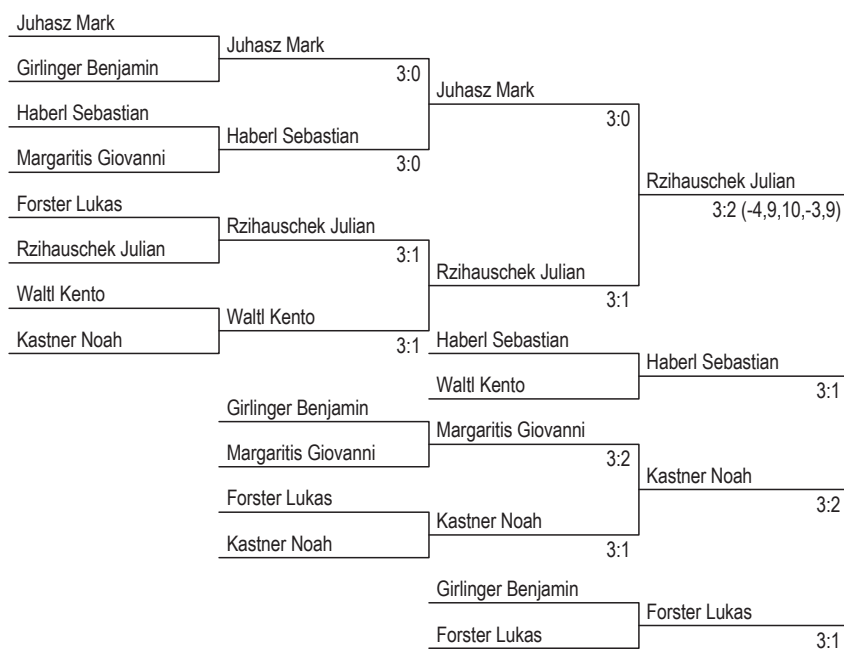 Juhasz Mark
Juhasz Mark
Girlinger Benjamin
3:0
Juhasz Mark
Haberl Sebastian
3:0
Haberl Sebastian
Margaritis Giovanni
3:0
Rzihauschek Julian
Forster Lukas
3:2 (-4,9,10,-3,9)
Rzihauschek Julian
Rzihauschek Julian
3:1
Rzihauschek Julian
Waltl Kento
3:1
Waltl Kento
Kastner Noah
3:1
Haberl Sebastian
Haberl Sebastian
Waltl Kento
3:1
Girlinger Benjamin
Margaritis Giovanni
Margaritis Giovanni
3:2
Kastner Noah
Forster Lukas
3:2
Kastner Noah
Kastner Noah
3:1
Girlinger Benjamin
Forster Lukas
Forster Lukas
3:1